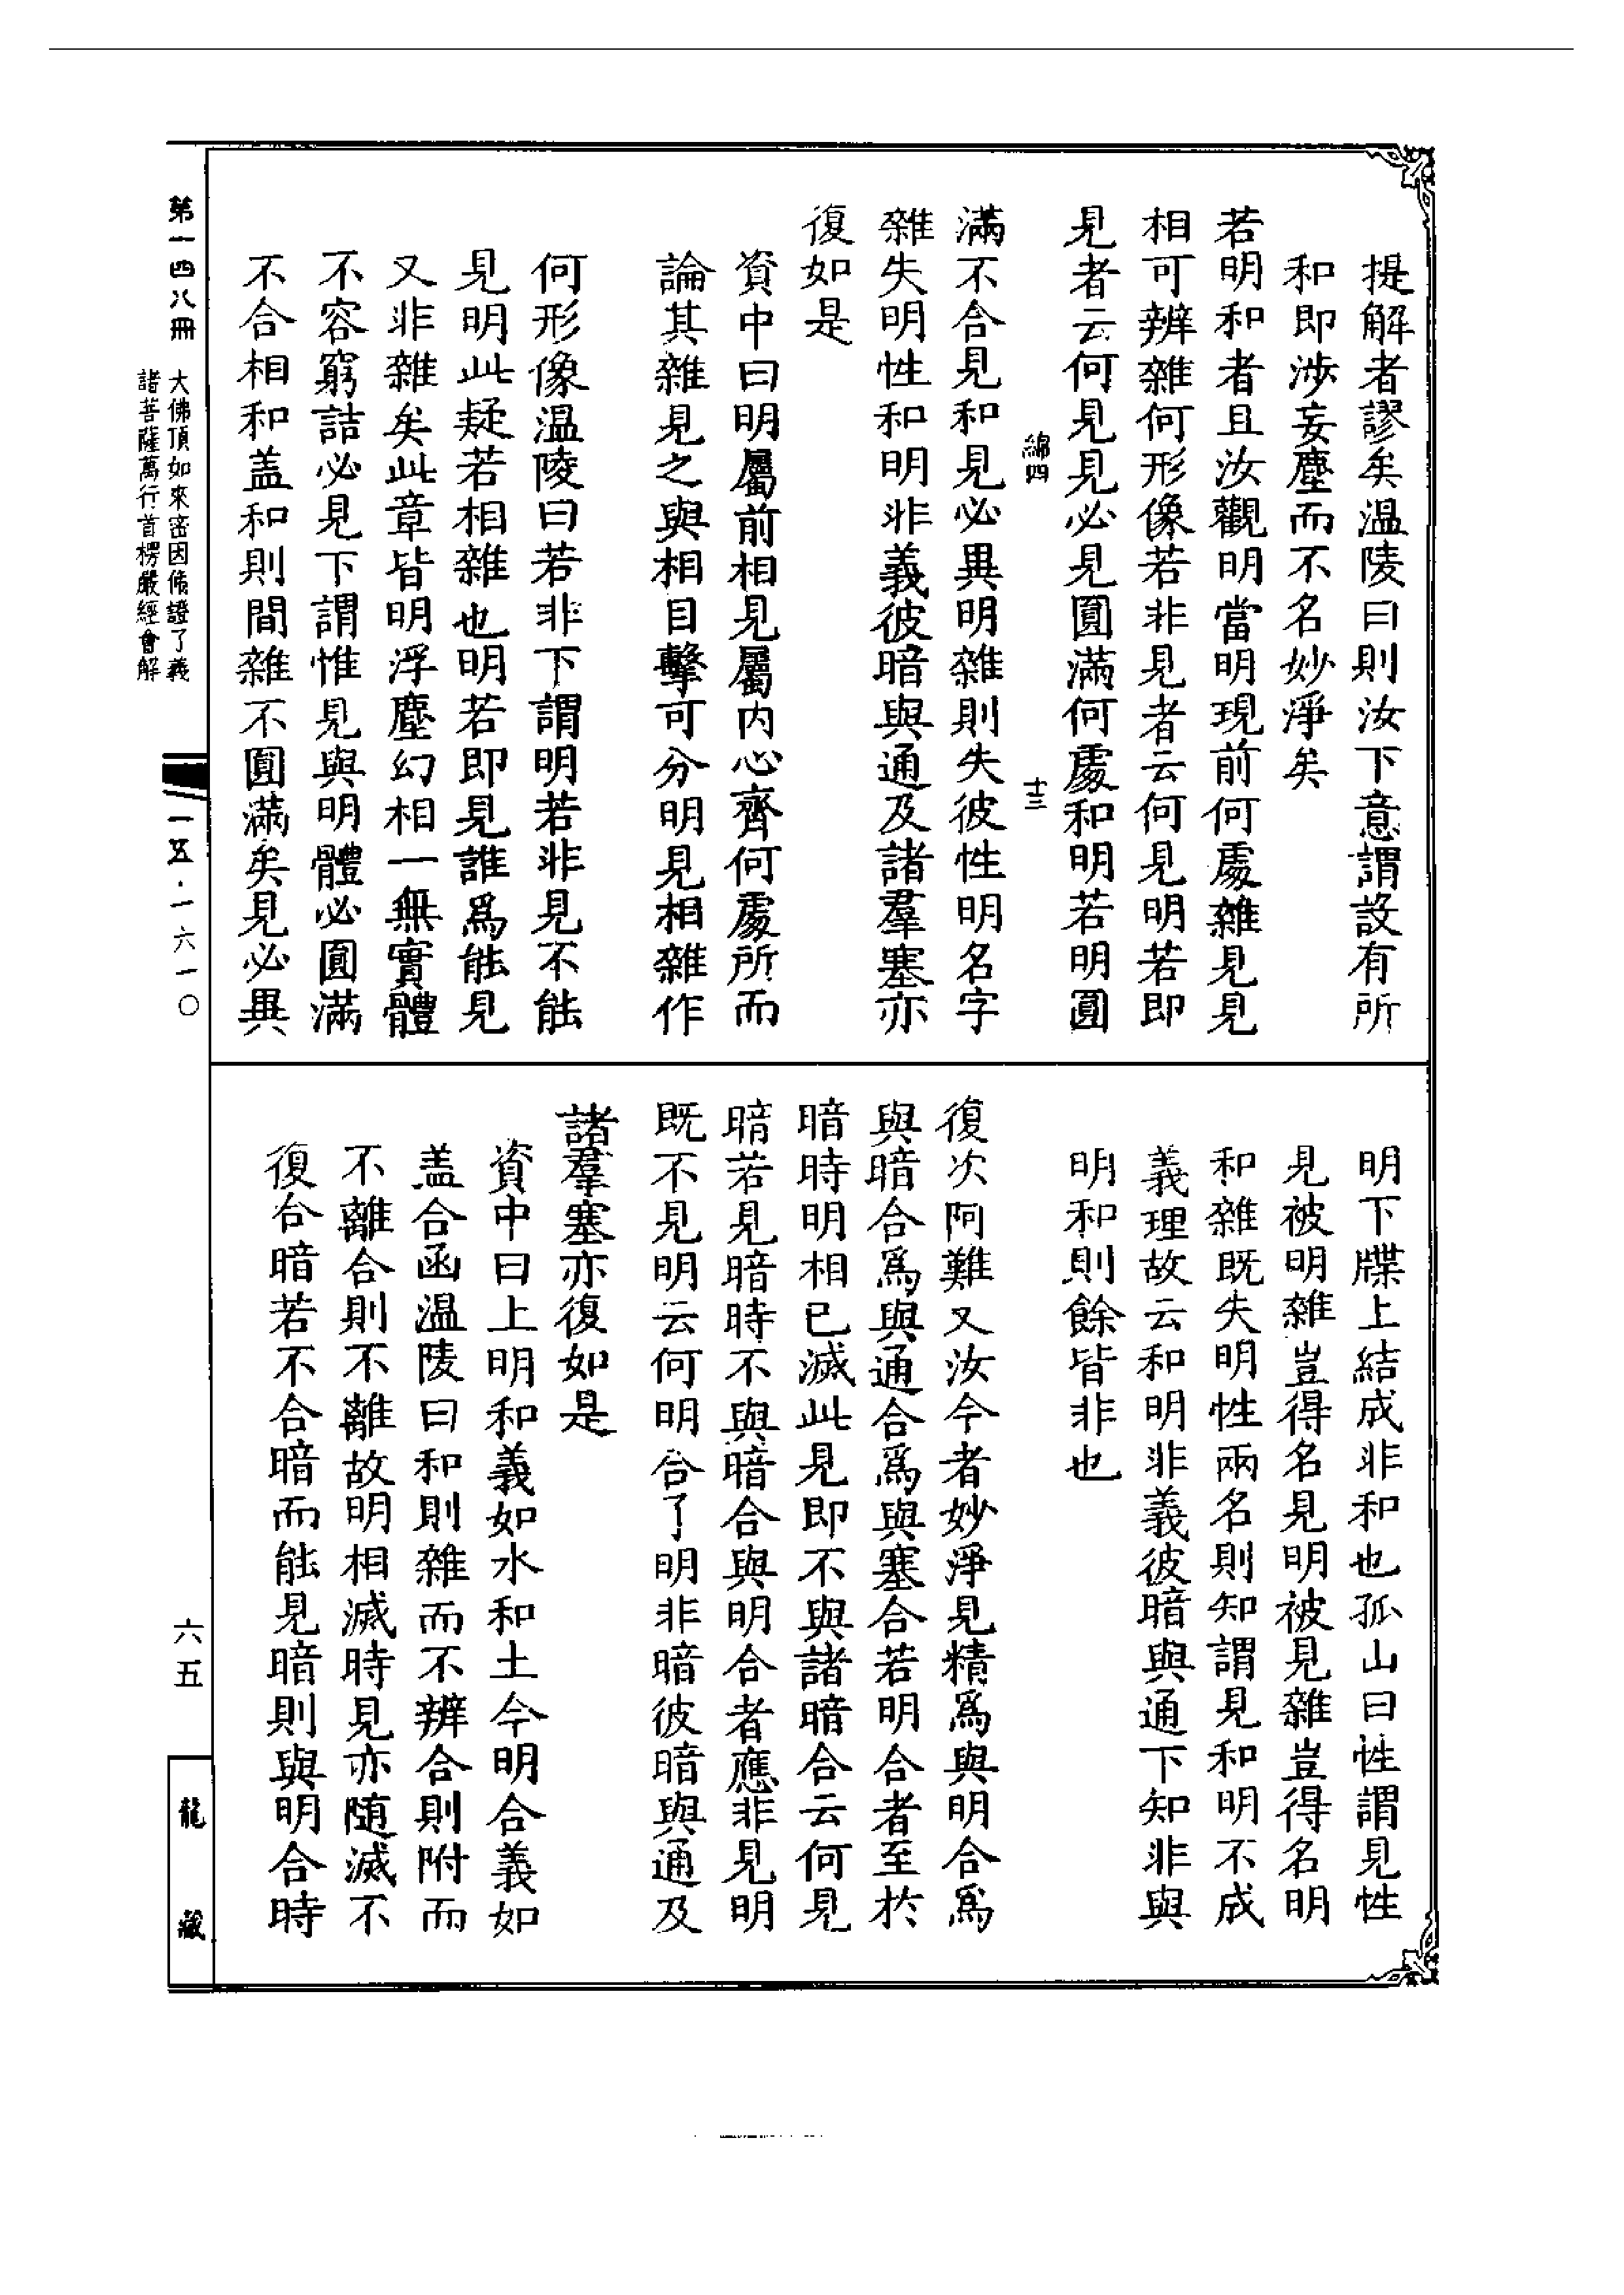 提解者謬矣温陵曰則汝下意謂設有所
和即涉妄塵而不名妙淨矣
若明和者且汝觀明當明現前何處雜見見
相可辨雜何形像若非見者云何見明若即
見者云何見見必見圓滿何處和明若明圓
綿四 十三
滿不合見和見必異明雜則失彼性明名字
雜失明性和明非義彼暗與通及諸羣塞亦
復如是
資中曰明屬前相見屬内心齊何處所而
論其雜見之與相目擊可分明見相雜作
何形像温陵曰若非下謂明若非見不能
見明此疑若相雜也明若即見誰爲能見
又非雜矣此章皆明浮塵幻相一無實體
不容窮詰必見下謂惟見與明體必圓滿
不合相和盖和則間雜不圓滿矣見必異
明下牒上結成非和也孤山曰性謂見性
見被明雜豈得名見明被見雜豈得名明
和雜既失明性兩名則知謂見和明不成
義理故云和明非義彼暗與通下知非與
明和則餘皆非也
復次阿難又汝今者妙淨見精爲與明合爲
與暗合爲與通合爲與塞合若明合者至於
暗時明相已滅此見即不與諸暗合云何見
暗若見暗時不與暗合與明合者應非見明
既不見明云何明合了明非暗彼暗與通及
諸羣塞亦復如是
資中曰上明和義如水和土今明合義如
盖合函温陵曰和則雜而不辨合則附而
不離合則不離故明相滅時見亦随滅不
復合暗若不合暗而能見暗則與明合時
第一四八冊
大佛頂如來密因脩證了義
諸菩薩萬行首楞嚴經會解
一五·一六一〇
六五
龍藏